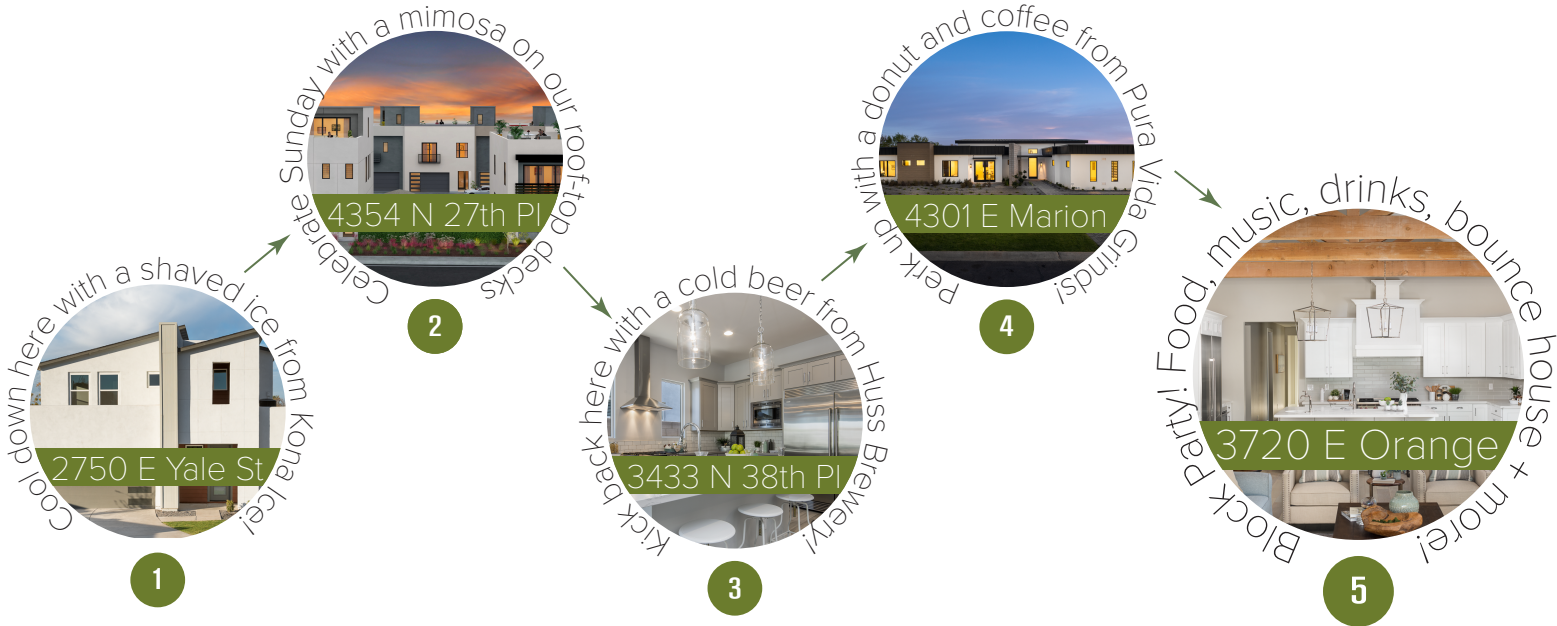 Cool down here with a shaved ice from Kona Ice!
2750 E Yale St
1
Celebrate Sunday with a mimosa on our roof-top decks
4354 N 27th Pl
2
Kick back here with a cold beer from Huss Brewery!
3433 N 38th Pl
3
Perk up with a donut and coffee from Pura Vida Grinds!
4301 E Marion
4
Block Party! Food, music, drinks, bounce house + more!
3720 E Orange
5